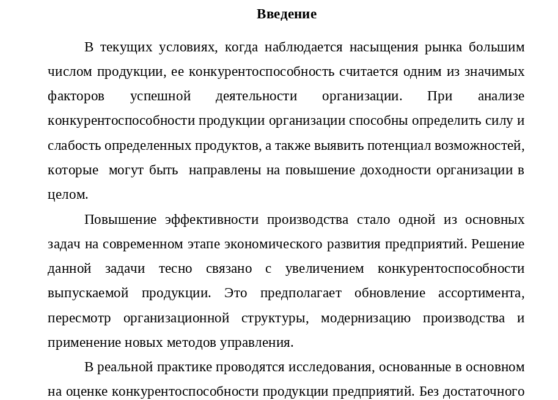 Введение
В текущих условиях, когда наблюдается насыщения рынка большим
числом продукции, ее конкурентоспособность считается одним из значимых
факторов успешной деятельности организации. При анализе
конкурентоспособности продукции организации способны определить силу и
слабость определенных продуктов, а также выявить потенциал возможностей,
которые могут быть направлены на повышение доходности организации в
целом.
Повышение эффективности производства стало одной из основных
задач на современном этапе экономического развития предприятий. Решение
данной задачи тесно связано с увеличением конкурентоспособности
выпускаемой продукции. Это предполагает обновление ассортимента,
пересмотр организационной структуры, модернизацию производства и
применение новых методов управления.
В реальной практике проводятся исследования, основанные в основном
на оценке конкурентоспособности продукции предприятий. Без достаточного